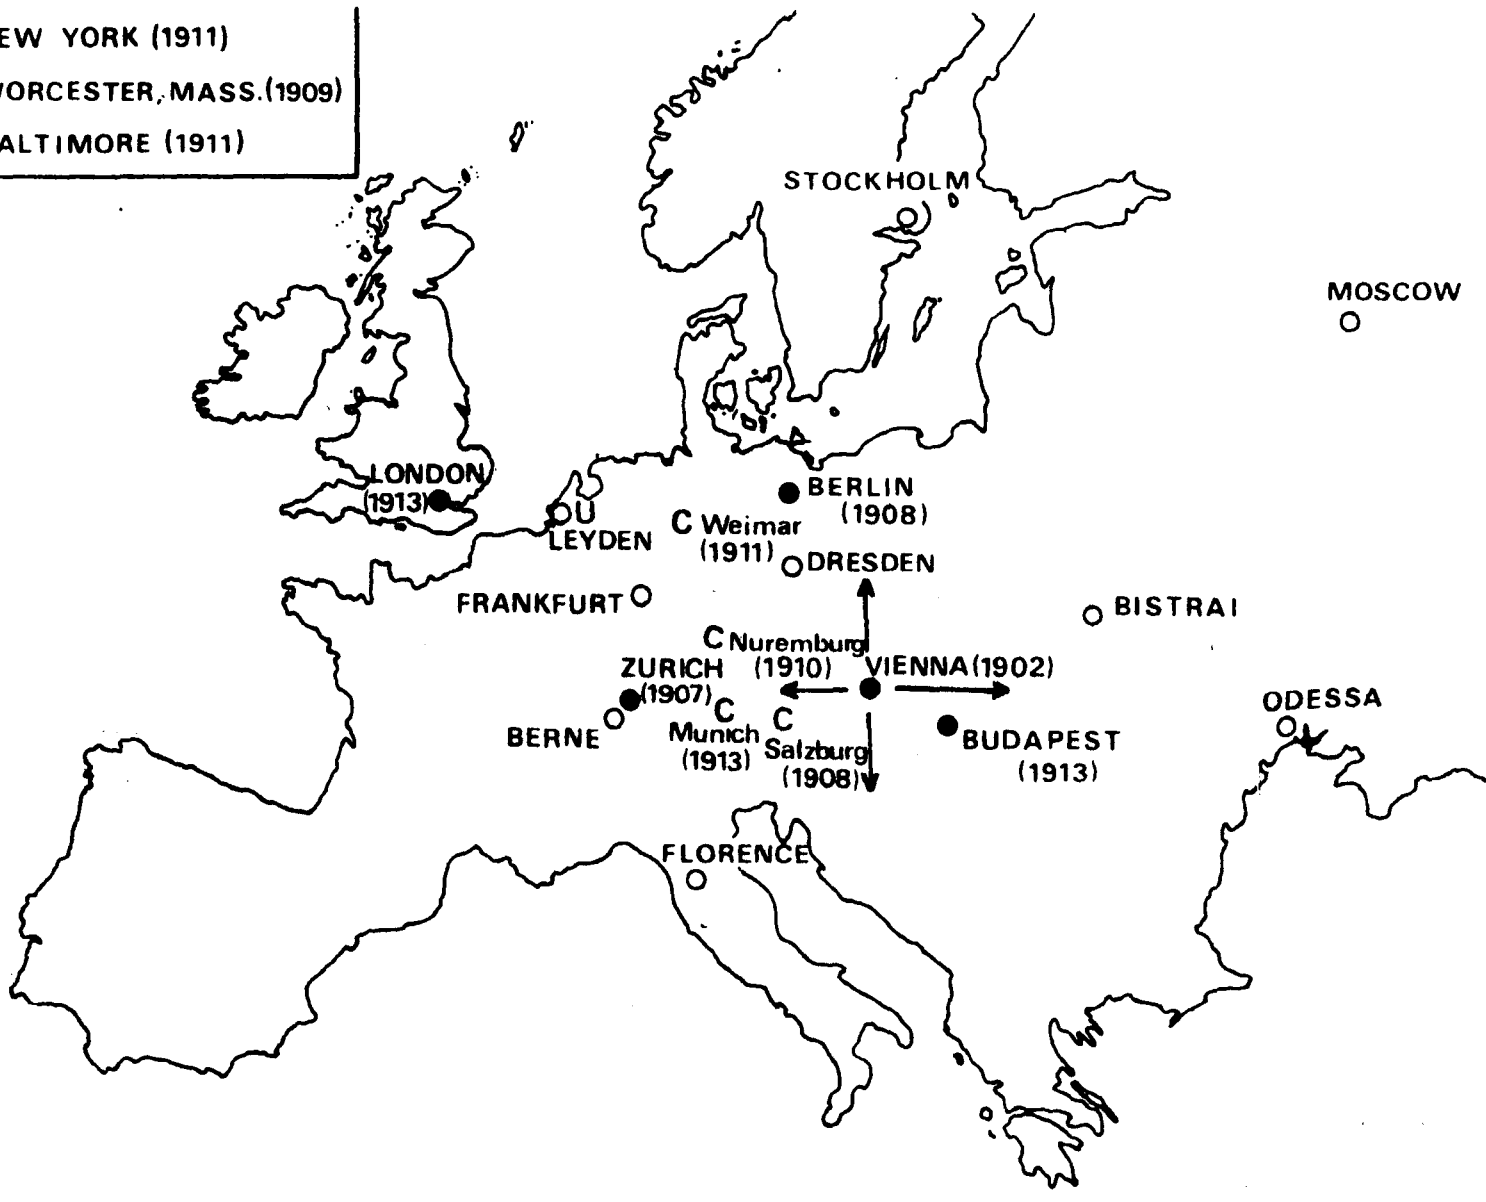 EW YORK (1911)
WORCESTER, MASS.(1909)
ALTIMORE (1911)
STOCKHOLM
MOSCOW
LONDON
(1913)
BERLIN
(1908)
U
LEYDEN
C Weimar
(1911)
DRESDEN
FRANKFURT
BISTRAI
C Nuremburg
(1910)
VIENNA (1902)
ZURICH
(1907)
BERNE
C
Munich
(1913)
C
Salzburg
(1908)
BUDAPEST
(1913)
ODESSA
FLORENCE